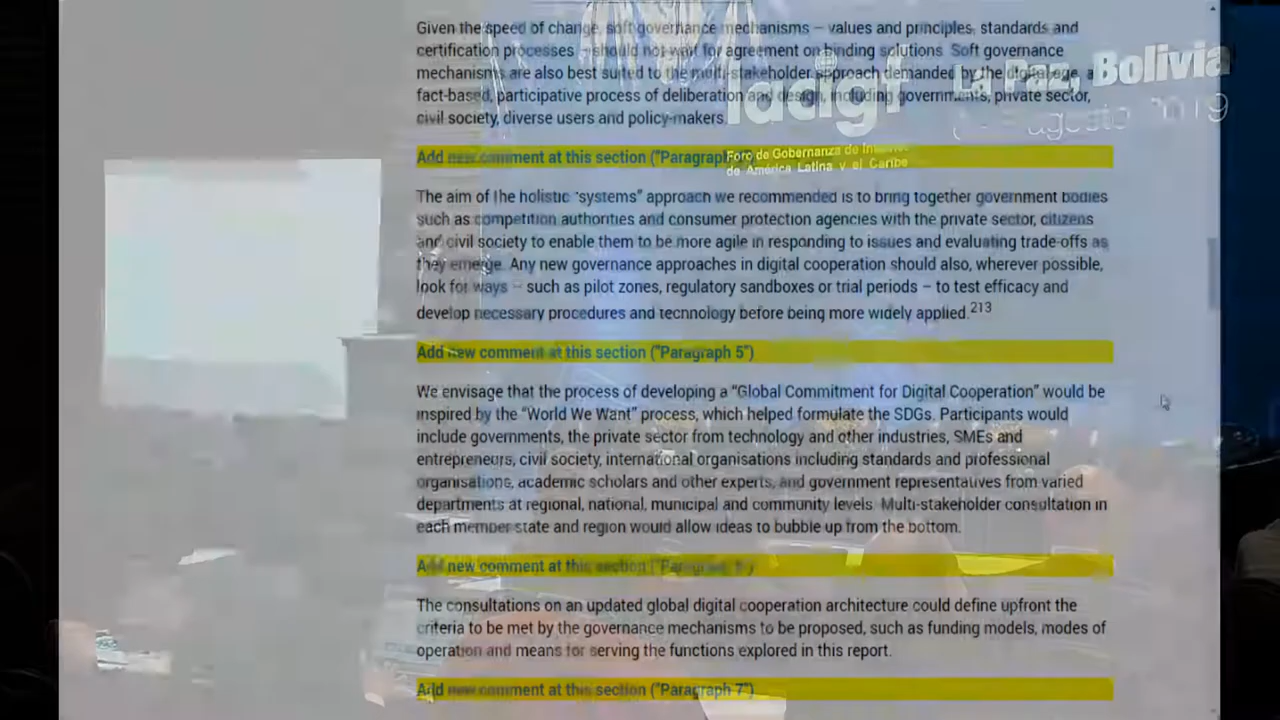 Given the speed of change, soft governance mechanisms – values and principles, standards and
certification processes – should not wait for agreement on binding solutions. Soft governance
mechanisms are also best suited to the multi-stakeholder approach demanded by the digital age, a
fact-based, participative process of deliberation and design, including governments, private sector,
civil society, diverse users and policy-makers.
lacigf
La Paz, Bolivia
agosto 2019
Add new comment at this section ("Paragraph
Foro de Gobernanza de
de América Latina y el Caribe
The aim of the holistic "systems" approach we recommended is to bring together government bodies
such as competition authorities and consumer protection agencies with the private sector, citizens
and civil society to enable them to be more agile in responding to issues and evaluating trade-offs as
they emerge. Any new governance approaches in digital cooperation should also, wherever possible,
look for ways – such as pilot zones, regulatory sandboxes or trial periods – to test efficacy and
develop necessary procedures and technology before being more widely applied.213
Add new comment at this section ("Paragraph 5")
We envisage that the process of developing a “Global Commitment for Digital Cooperation” would be
inspired by the “World We Want” process, which helped formulate the SDGs. Participants would
include governments, the private sector from technology and other industries, SMEs and
entrepreneurs, civil society, international organisations including standards and professional
organisations, academic scholars and other experts, and government representatives from varied
departments at regional, national, municipal and community levels. Multi-stakeholder consultation in
each member state and region would allow ideas to bubble up from the bottom.
Add new comment at this section ("Paragraph 6")
The consultations on an updated global digital cooperation architecture could define upfront the
criteria to be met by the governance mechanisms to be proposed, such as funding models, modes of
operation and means for serving the functions explored in this report.
Add new comment at this section ("Paragraph 7")